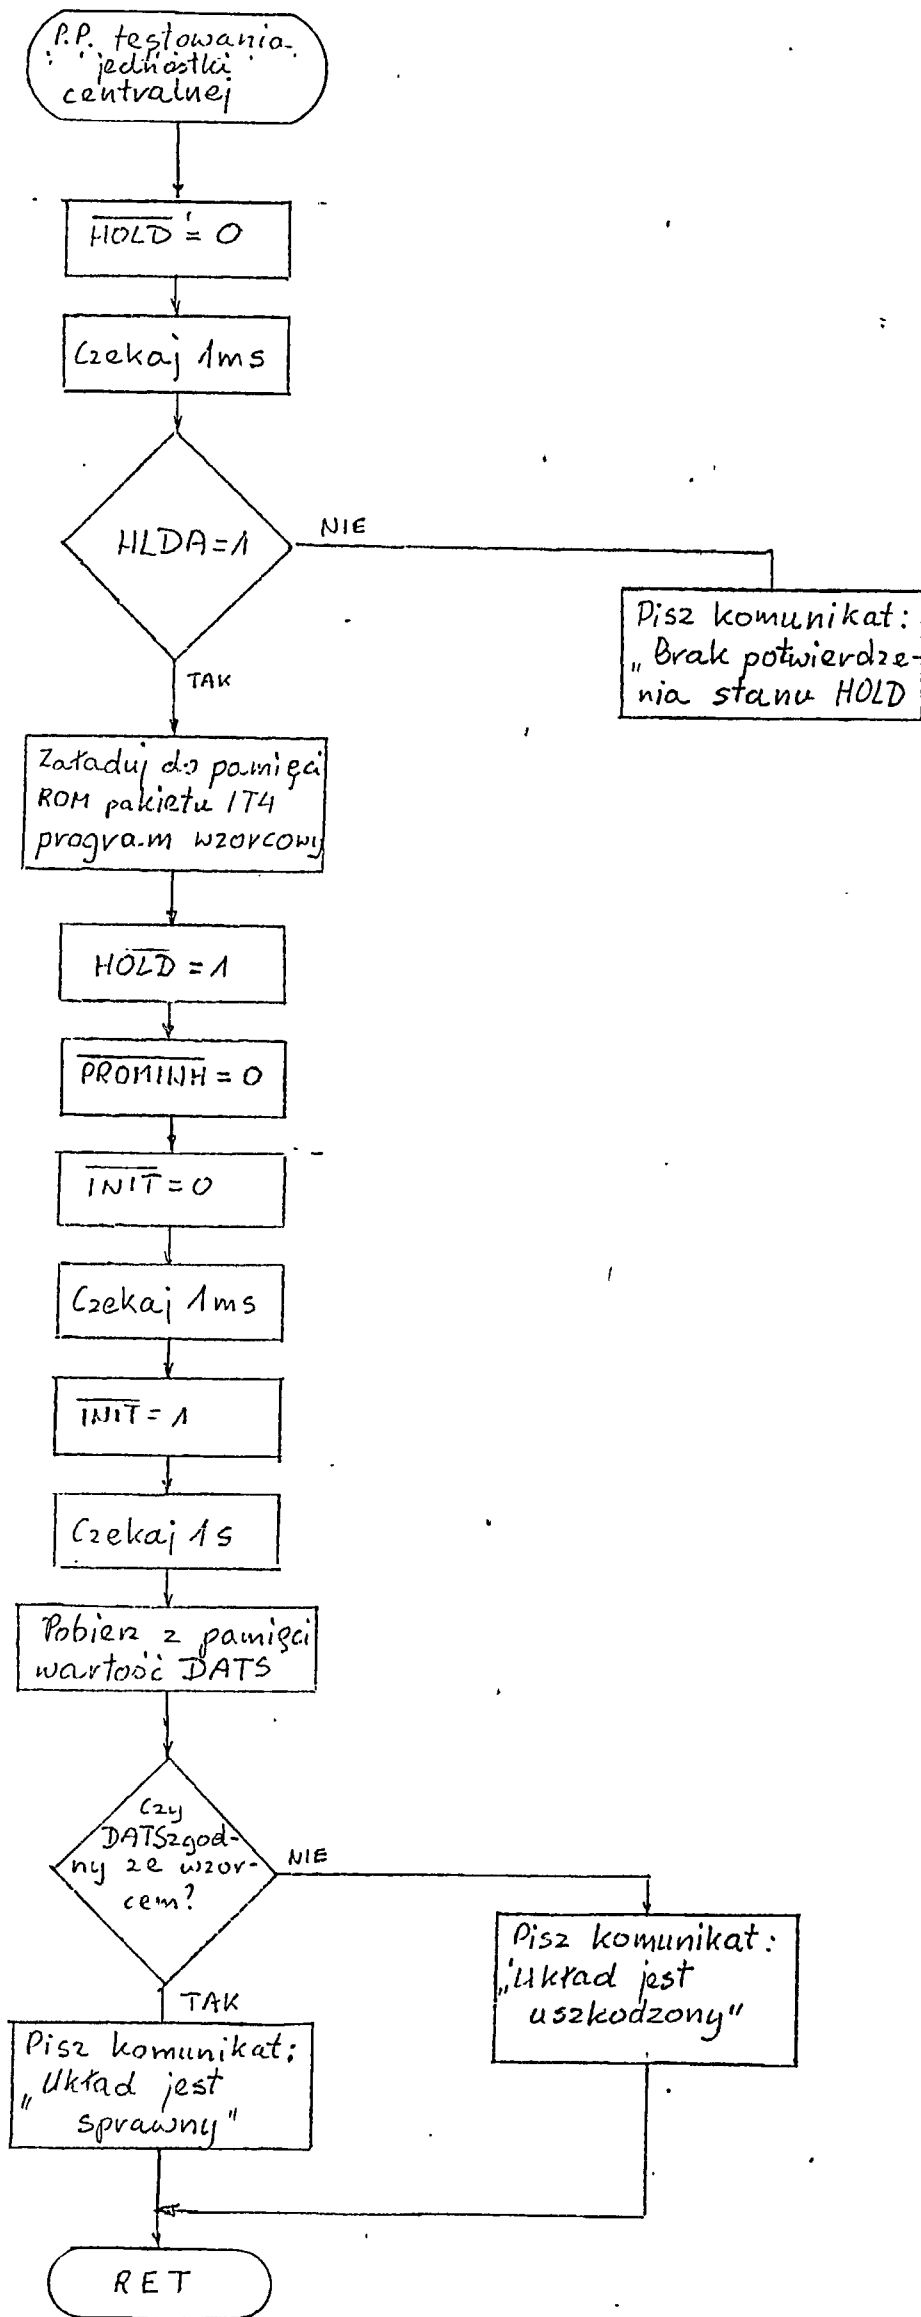 P.P. testowania
jednostki
centralnej
HOLD = 0
Czekaj 1ms
HLDA=1
NIE
Pisz komunikat:
„Brak potwierdze-
nia stanu HOLD
TAK
Załaduj do pamięci
ROM pakietu IT4
program wzorcowy
HOLD = 1
PROMINH = 0
INIT = 0
Czekaj 1ms
INIT = 1
Czekaj 1s
Pobierz z pamięci
wartość DATS
Czy
DATS zgod-
ny ze wzor-
cem?
NIE
Pisz komunikat:
„Układ jest
uszkodzony"
TAK
Pisz komunikat:
„Układ jest
sprawny"
RET